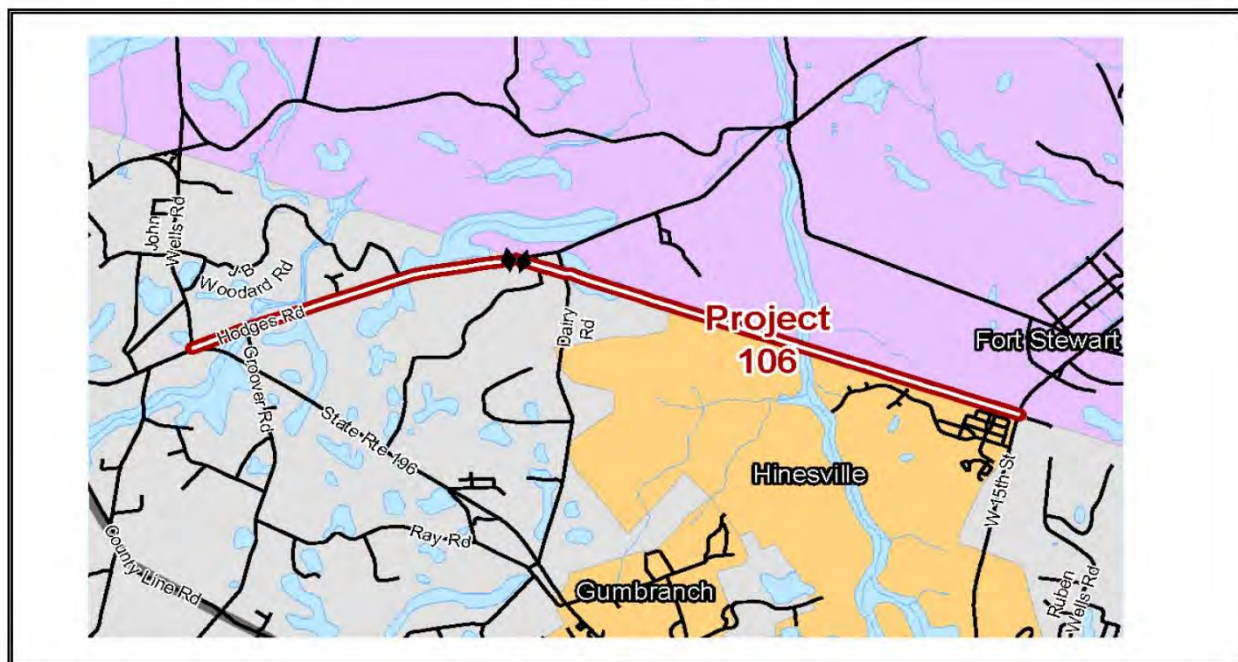 John
Wells Rd
J B
Woodard Rd
Hodges Rd
Groover Rd
State Rte 196
Dairy
Rd
Project
106
Fort Stewart
Hinesville
W 15th St
Ray Rd
County Line Rd
Gumbranch
Ruben
Wells Rd